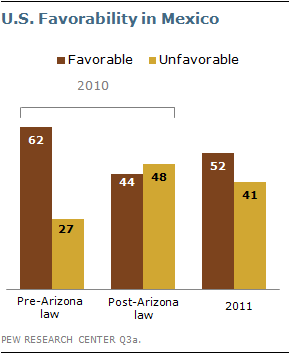 U.S. Favorability in Mexico
Favorable Unfavorable
2010
62
27
44
48
52
41
Pre-Arizona law
Post-Arizona law
2011
PEW RESEARCH CENTER Q3a.